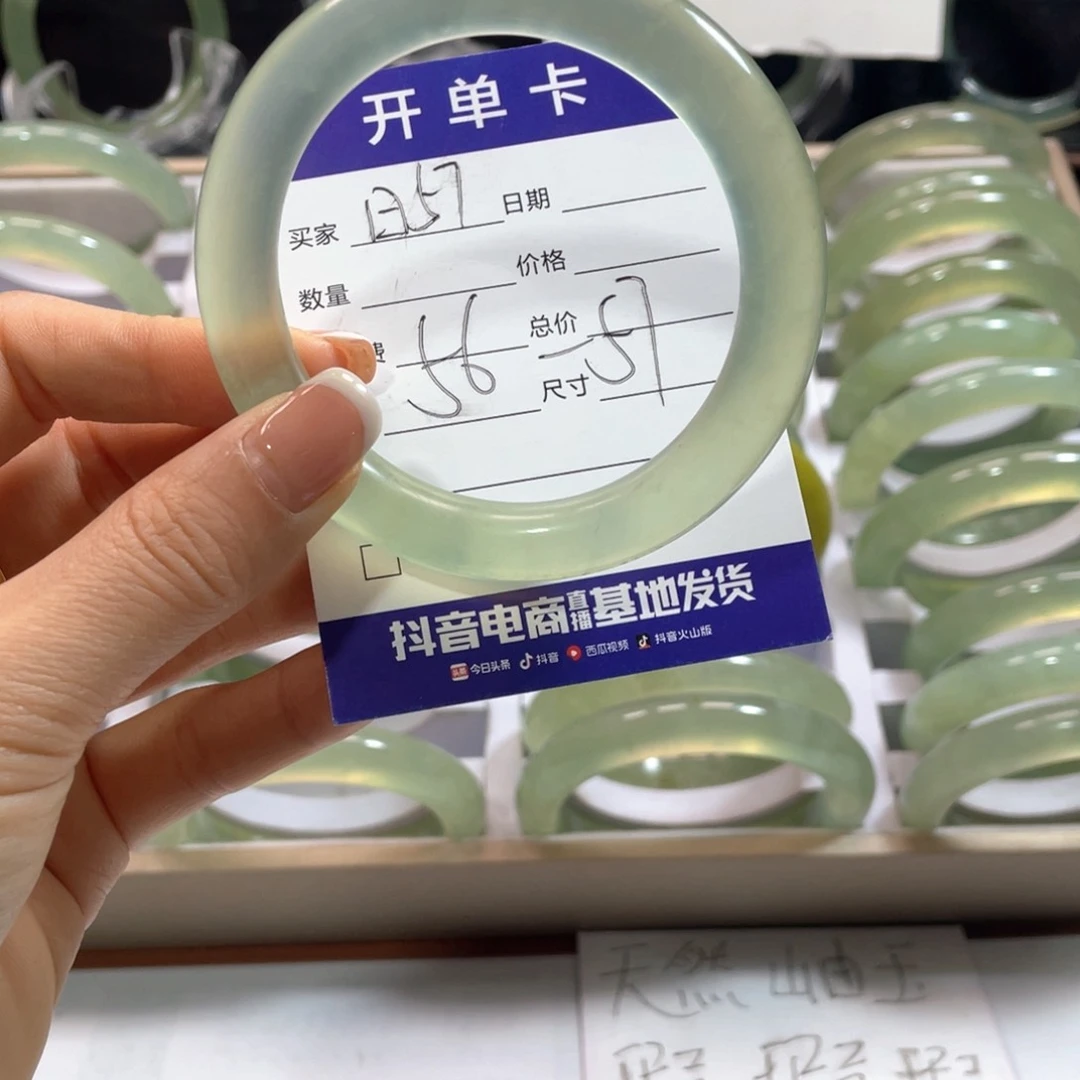 开单卡
买家 A57 日期
数量 价格
费 56 总价 -57
尺寸
抖音电商直播基地发货
今日头条 抖音 西瓜视频 抖音火山版
天然岫玉